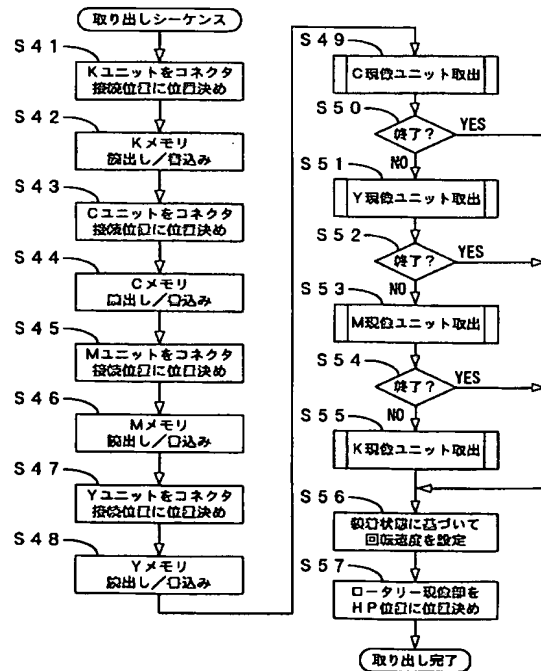 取り出しシーケンス
S41
Kユニットをコネクタ
接続位置に位置決め
S42
Kメモリ
読出し/書込み
S43
Cユニットをコネクタ
接続位置に位置決め
S44
Cメモリ
読出し/書込み
S45
Mユニットをコネクタ
接続位置に位置決め
S46
Mメモリ
読出し/書込み
S47
Yユニットをコネクタ
接続位置に位置決め
S48
Yメモリ
読出し/書込み
S49
C現像ユニット取出
S50
終了?
YES
NO
S51
Y現像ユニット取出
S52
終了?
YES
NO
S53
M現像ユニット取出
S54
終了?
YES
NO
S55
K現像ユニット取出
S56
装着状態に基づいて
回転速度を設定
S57
ロータリー現像部を
HP位置に位置決め
取り出し完了